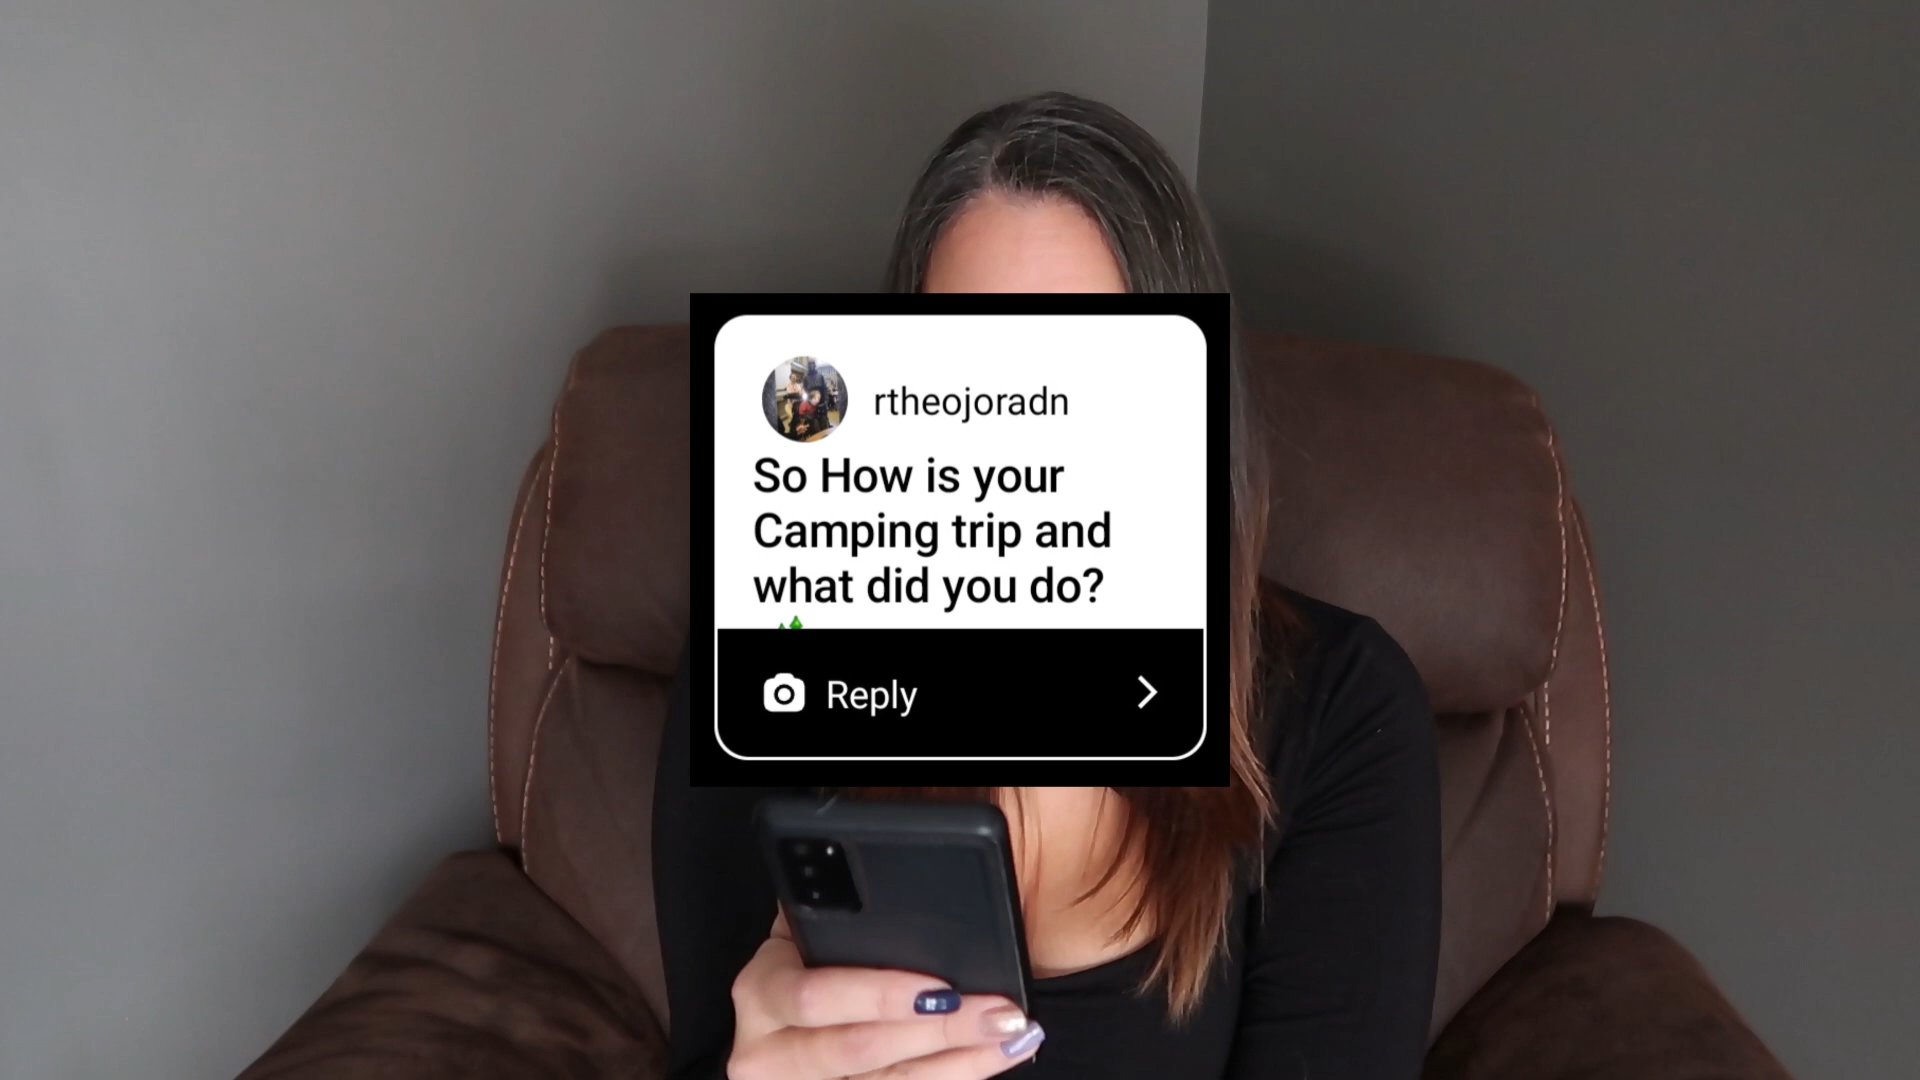 rtheojoradn
So How is your
Camping trip and
what did you do?
Reply